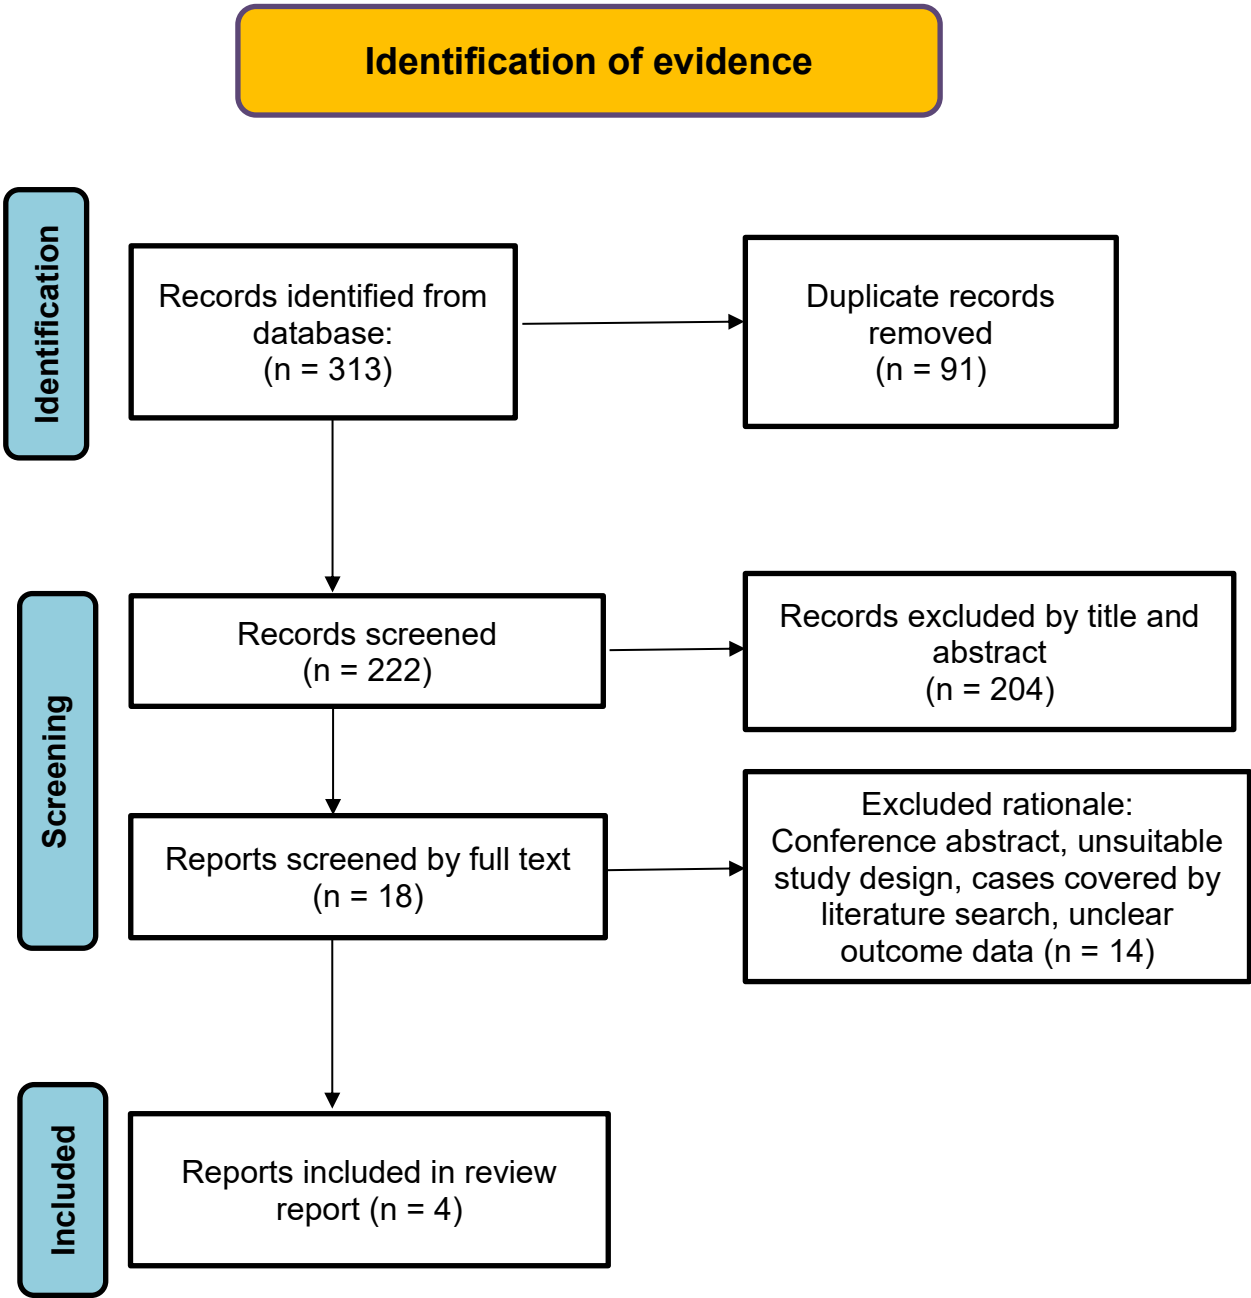 Identification of evidence
Identification
Records identified from
database:
(n = 313)
Duplicate records
removed
(n = 91)
Screening
Records screened
(n = 222)
Records excluded by title and
abstract
(n = 204)
Reports screened by full text
(n = 18)
Excluded rationale:
Conference abstract, unsuitable
study design, cases covered by
literature search, unclear
outcome data (n = 14)
Included
Reports included in review
report (n = 4)